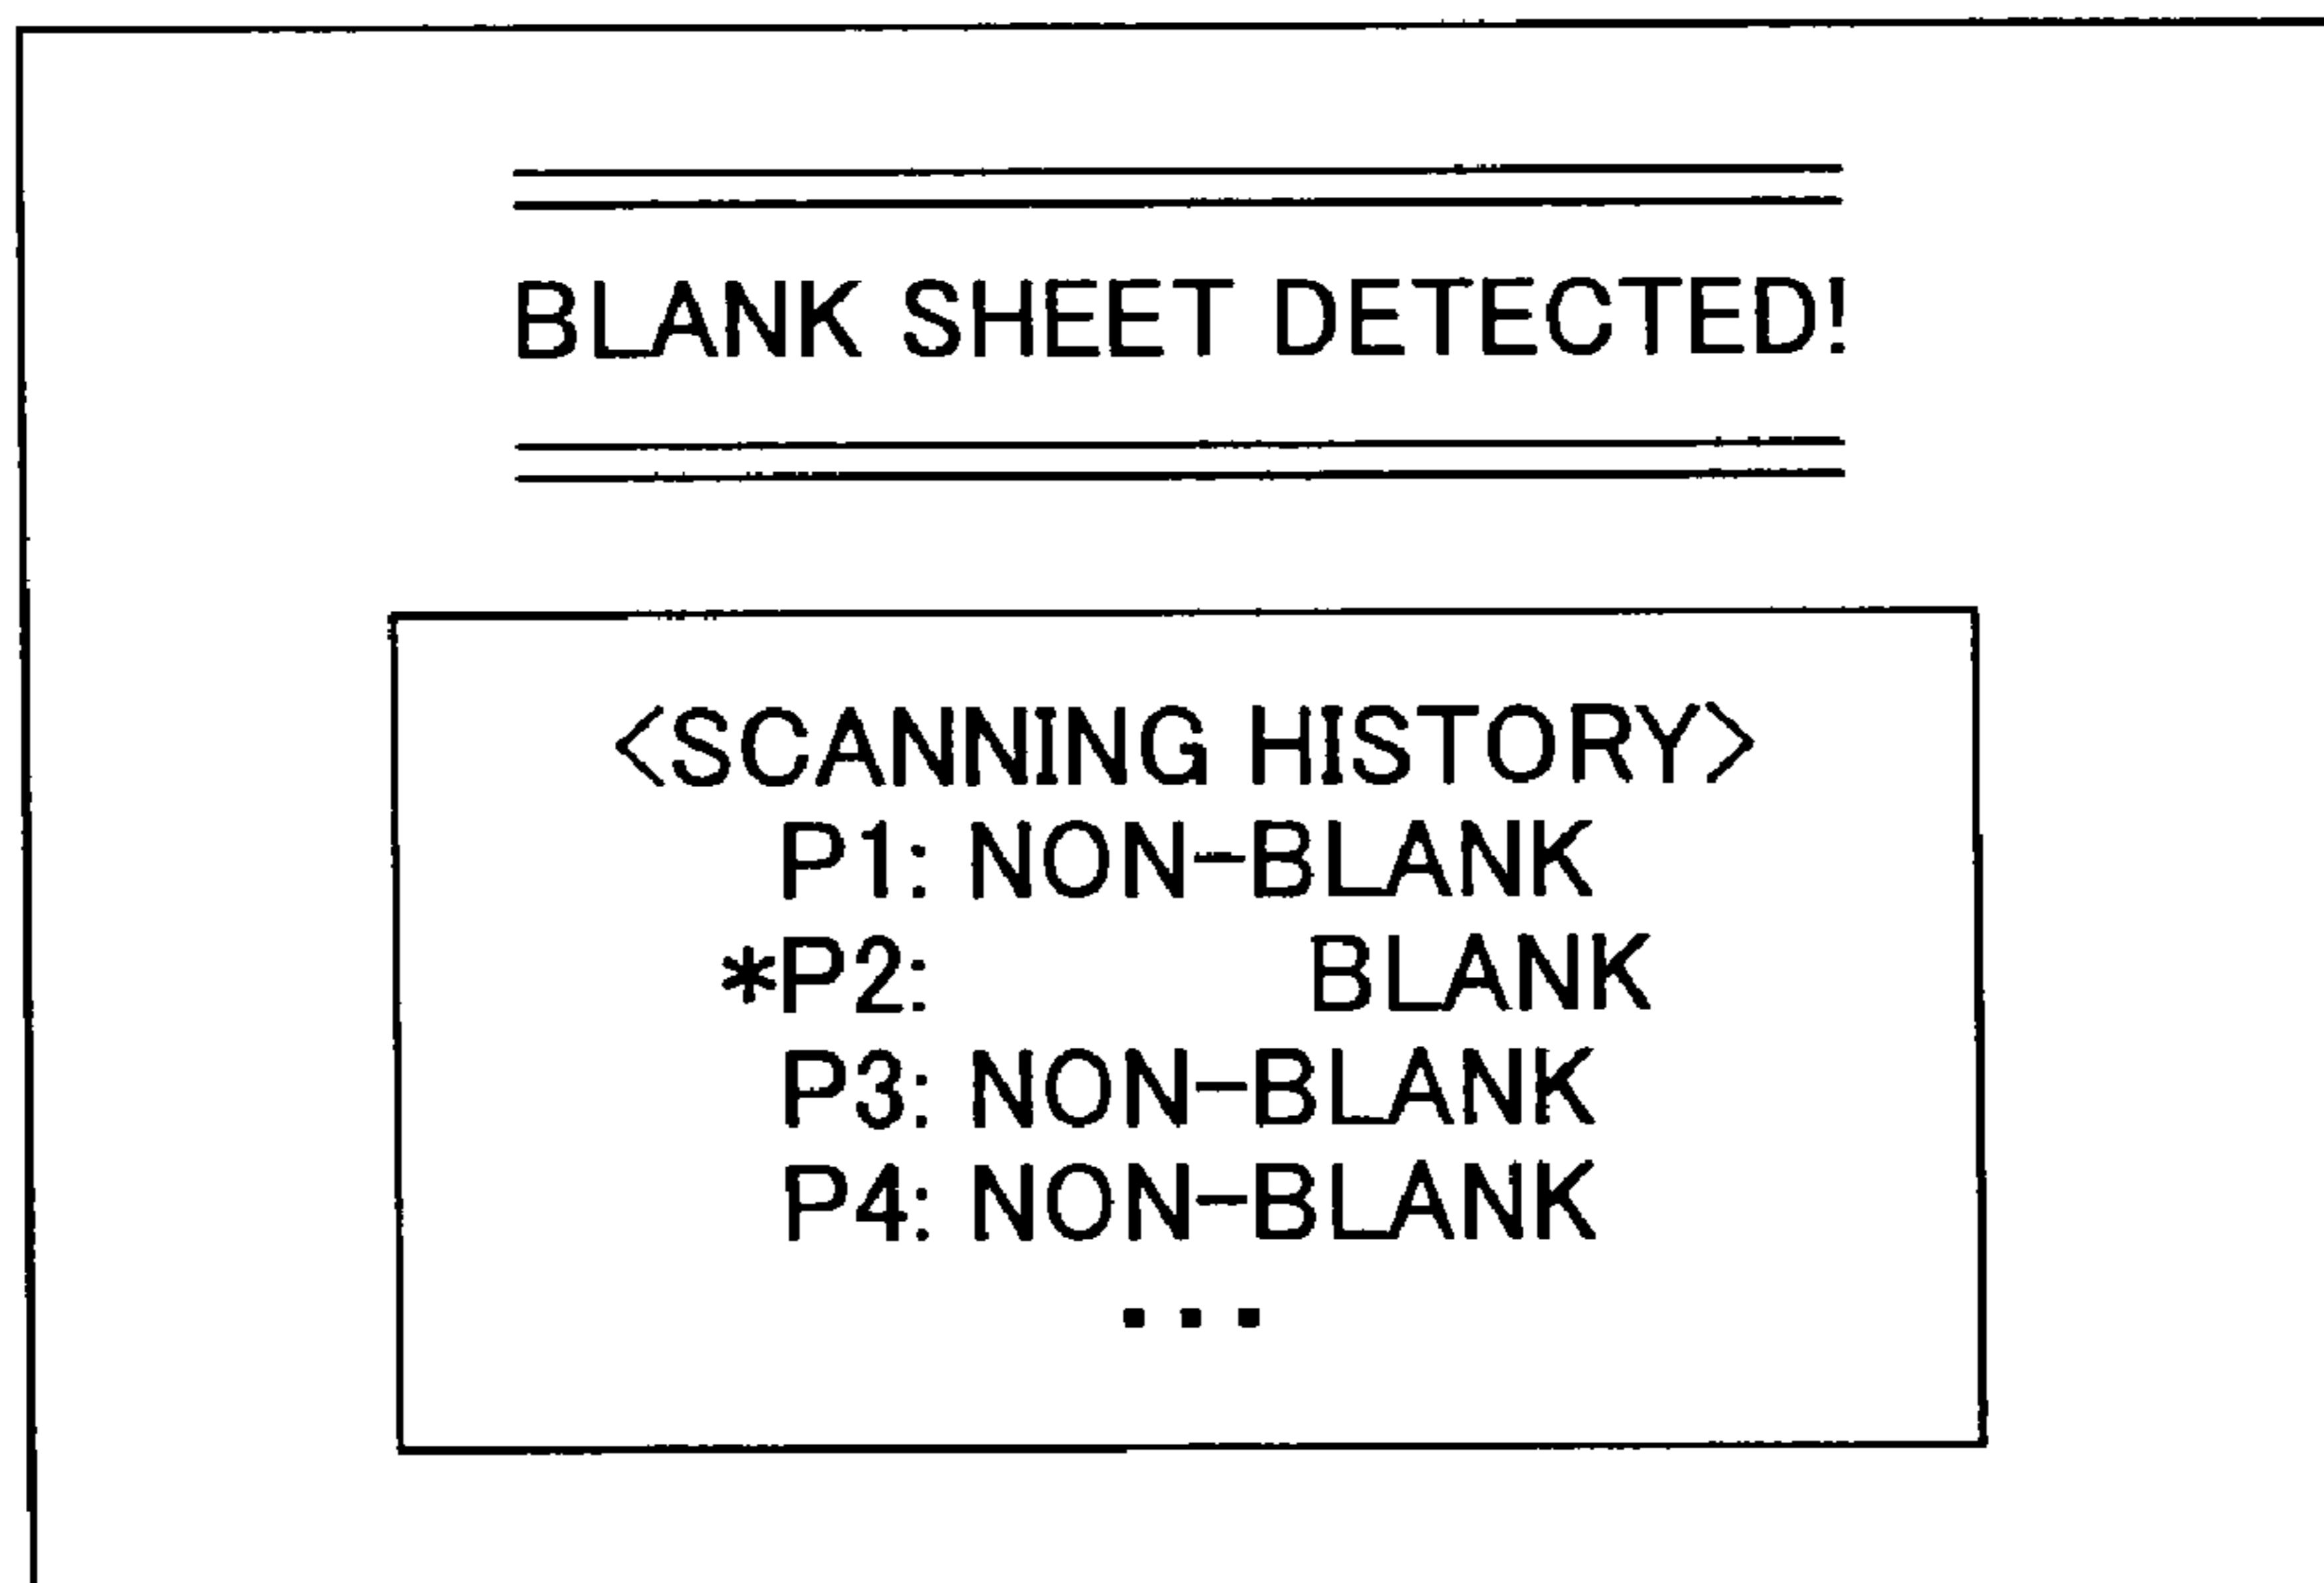 BLANK SHEET DETECTED!
<SCANNING HISTORY>
P1: NON-BLANK
*P2: BLANK
P3: NON-BLANK
P4: NON-BLANK
...